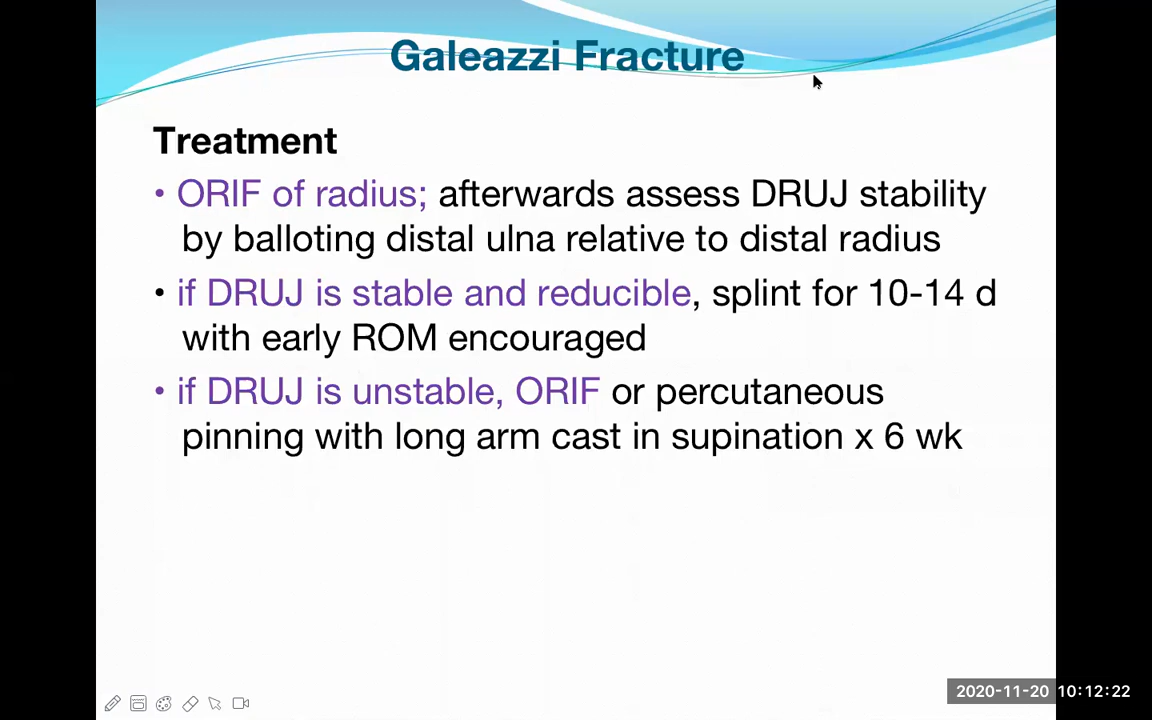 Galeazzi Fracture
Treatment
• ORIF of radius; afterwards assess DRUJ stability
by balloting distal ulna relative to distal radius
• if DRUJ is stable and reducible, splint for 10-14 d
with early ROM encouraged
• if DRUJ is unstable, ORIF or percutaneous
pinning with long arm cast in supination x 6 wk
2020-11-20 10:12:22